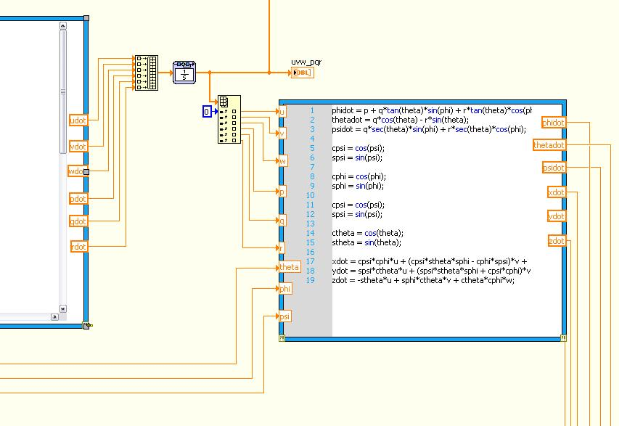 uvw_pqr
DBL
1/s
0
udot
vdot
wdot
pdot
qdot
rdot
u
v
w
p
q
r
theta
phi
psi
1 phidot = p + q*tan(theta)*sin(phi) + r*tan(theta)*cos(pl
2 thetadot = q*cos(theta) - r*sin(theta);
3 psidot = q*sec(theta)*sin(phi) + r*sec(theta)*cos(phi);
4
5 cpsi = cos(psi);
6 spsi = sin(psi);
7
8 cphi = cos(phi);
9 sphi = sin(phi);
10
11 cpsi = cos(psi);
12 spsi = sin(psi);
13
14 ctheta = cos(theta);
15 stheta = sin(theta);
16
17 xdot = cpsi*cphi*u + (cpsi*stheta*sphi - cphi*spsi)*v +
18 ydot = spsi*ctheta*u + (spsi*stheta*sphi + cpsi*cphi)*v
19 zdot = -stheta*u + sphi*ctheta*v + ctheta*cphi*w;
phidot
thetadot
psidot
xdot
ydot
zdot